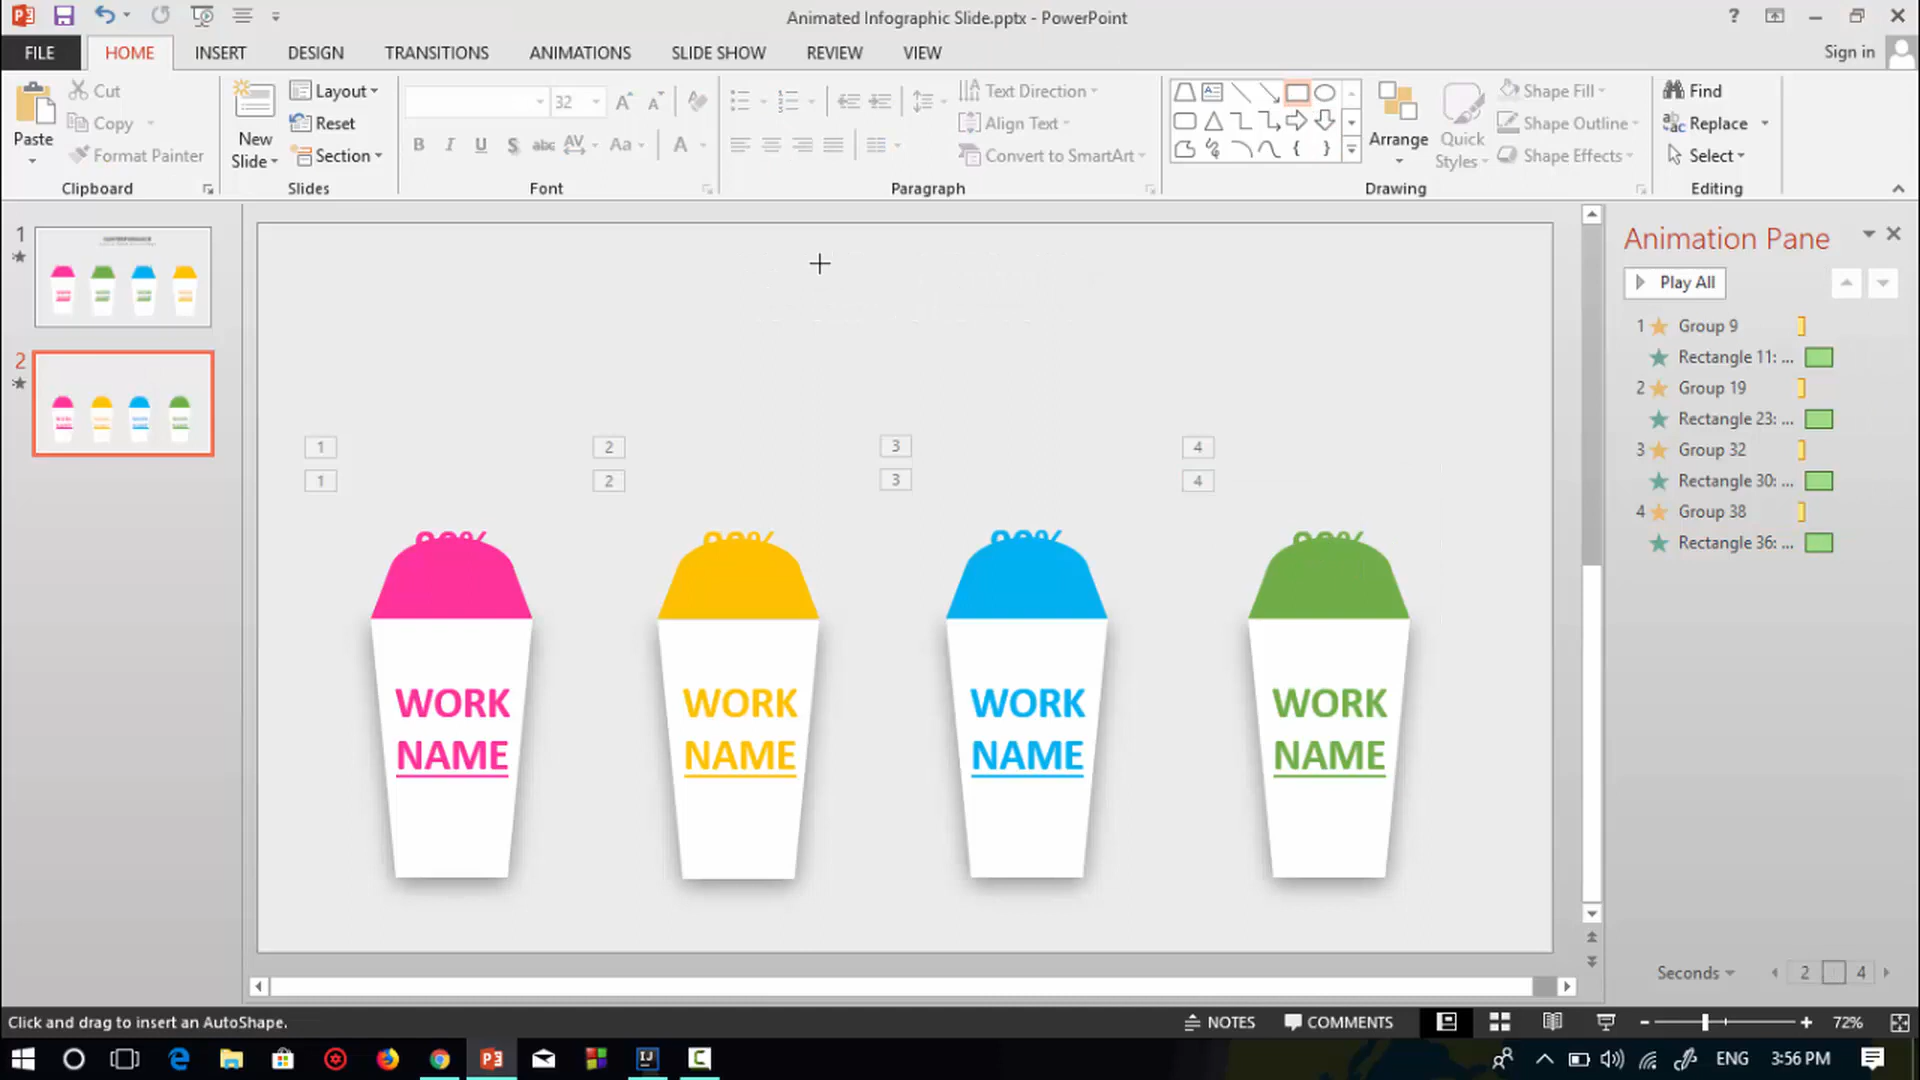 Animated Infographic Slide.pptx - PowerPoint
?
FILE
HOME
INSERT
DESIGN
TRANSITIONS
ANIMATIONS
SLIDE SHOW
REVIEW
VIEW
Sign in
Paste
Cut
Copy
Format Painter
Clipboard
New
Slide
Layout
Reset
Section
Slides
32
B I U S abc AV Aa A
Font
Text Direction
Align Text
Convert to SmartArt
Paragraph
Arrange
Quick
Styles
Shape Fill
Shape Outline
Shape Effects
Drawing
Find
Replace
Select
Editing
1
2
1
1
2
2
3
3
4
4
WORK
NAME
WORK
NAME
WORK
NAME
WORK
NAME
Animation Pane
Play All
1 Group 9
Rectangle 11: ...
2 Group 19
Rectangle 23: ...
3 Group 32
Rectangle 30: ...
4 Group 38
Rectangle 36: ...
Seconds
2
4
Click and drag to insert an AutoShape.
NOTES
COMMENTS
72%
ENG
3:56 PM